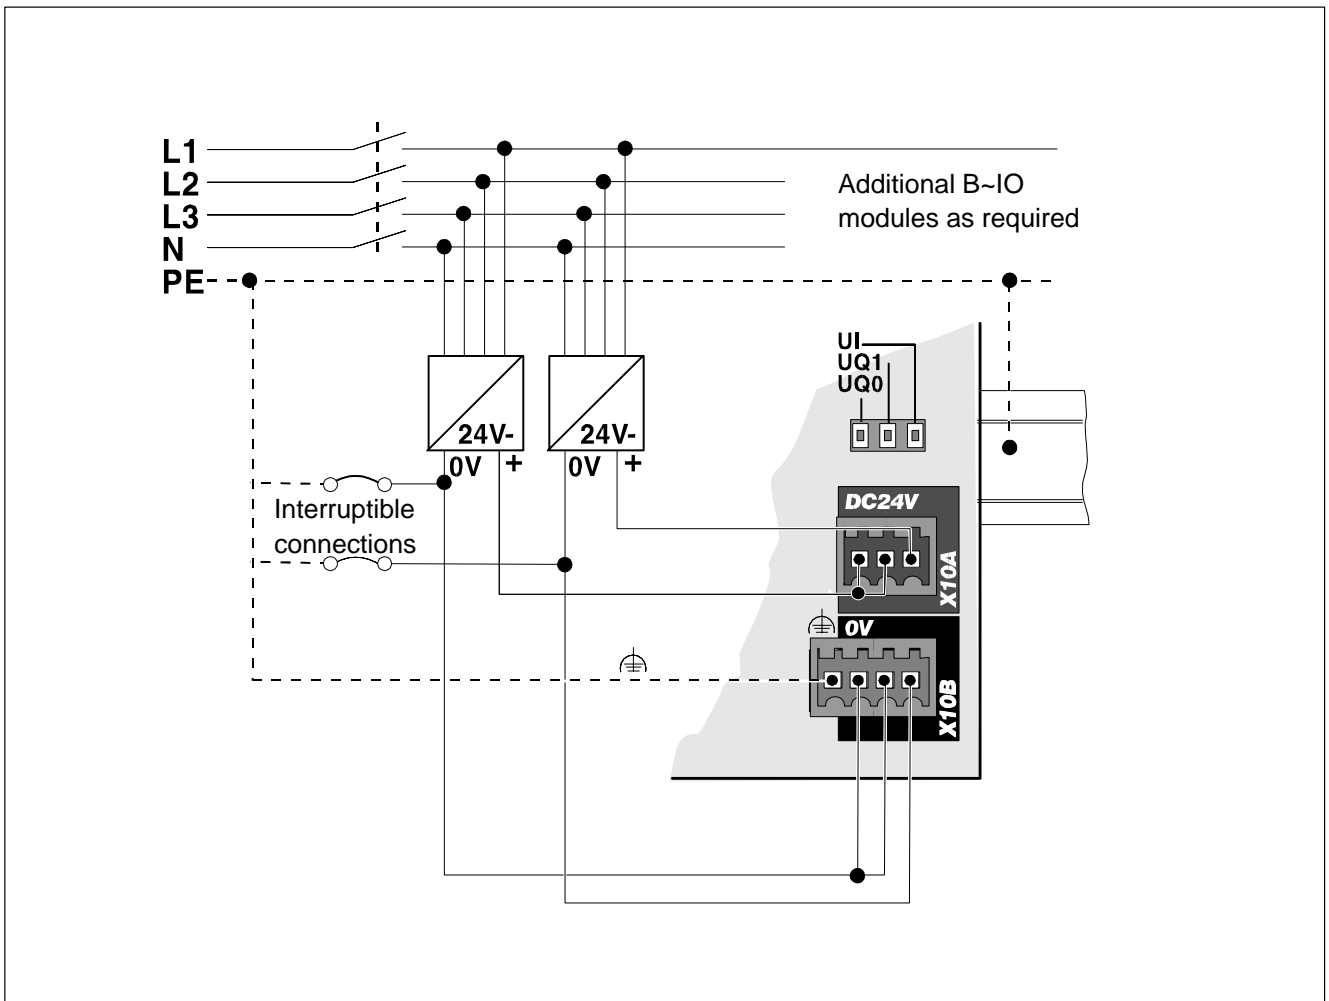 L1
L2
L3
N
PE
Additional B~IO
modules as required
UI
UQ1
UQ0
24V-
24V-
0V +
0V +
Interruptible
connections
DC24V
X10A
0V
X10B